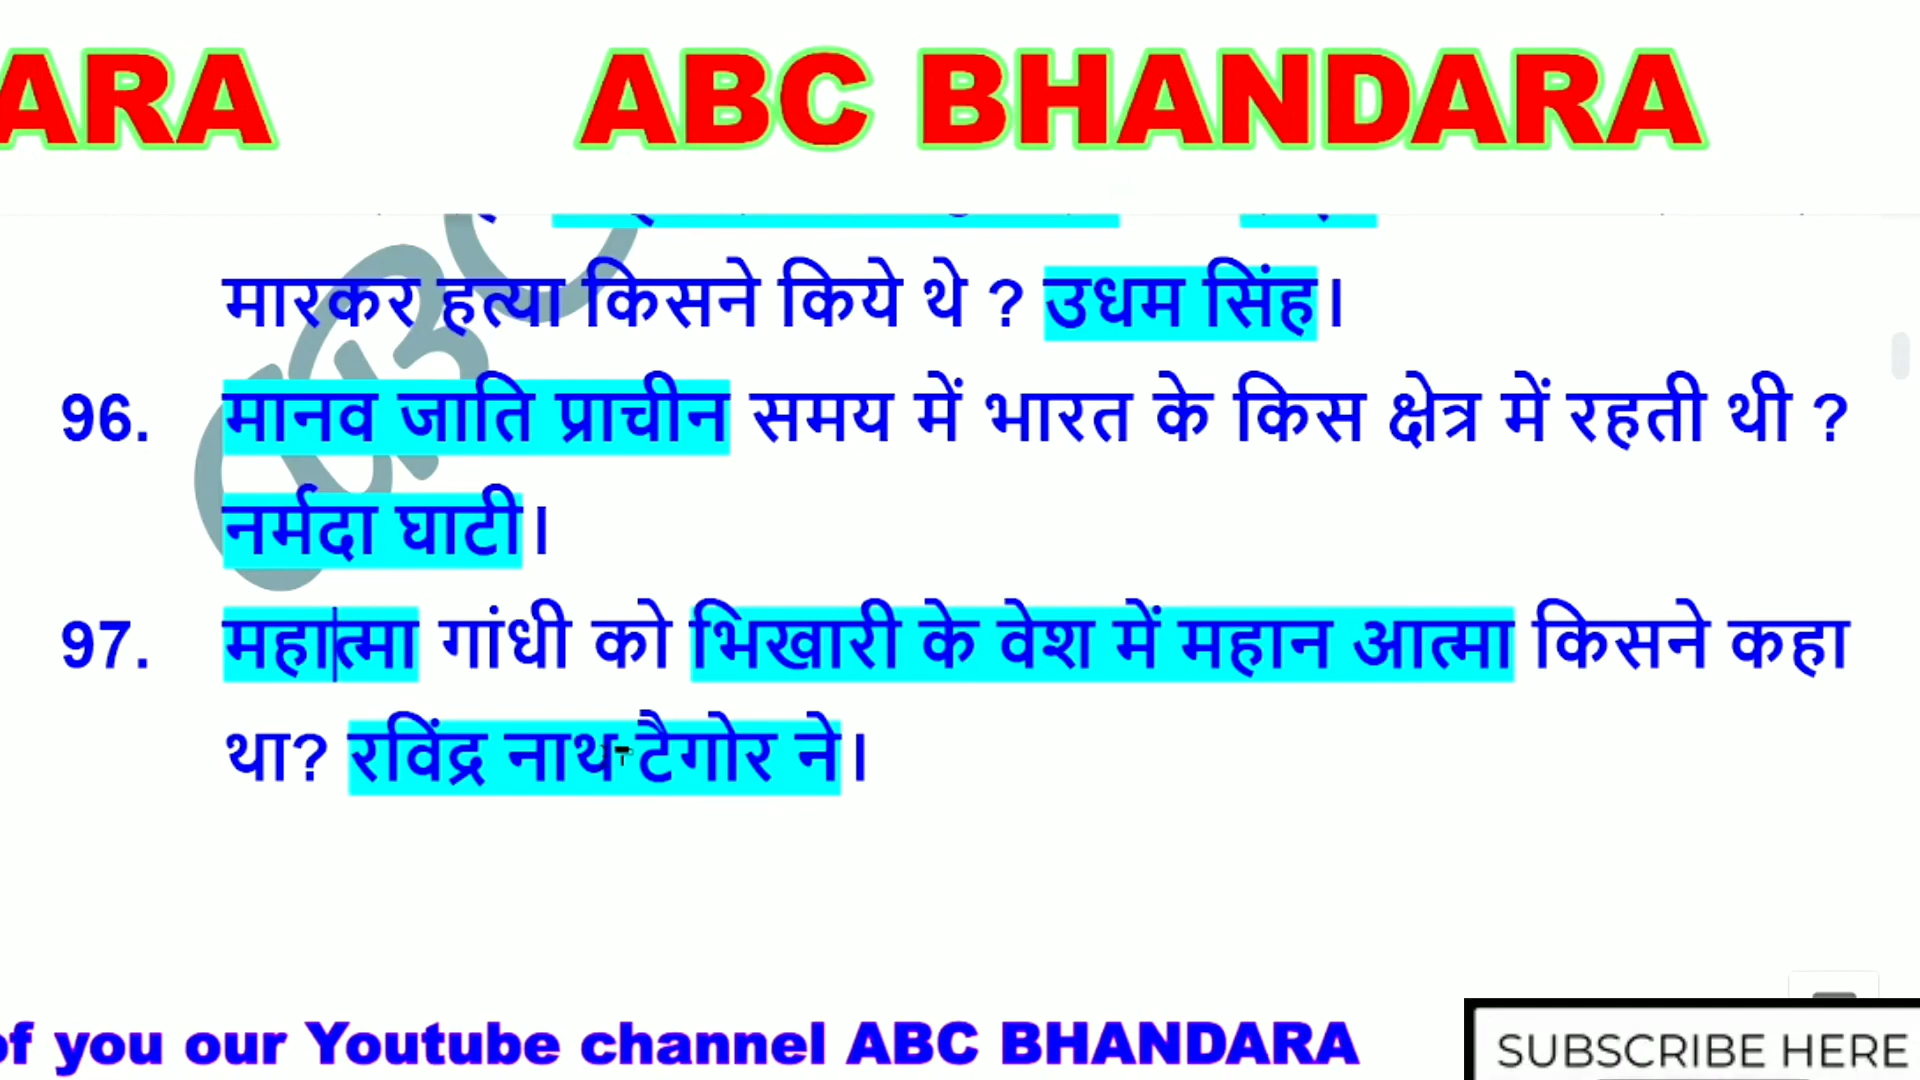 ARA ABC BHANDARA
मारकर हत्या किसने किये थे ? उधम सिंह।
96. मानव जाति प्राचीन समय में भारत के किस क्षेत्र में रहती थी ?
नर्मदा घाटी।
97. महात्मा गांधी को भिखारी के वेश में महान आत्मा किसने कहा
था? रविंद्र नाथ टैगोर ने।
of you our Youtube channel ABC BHANDARA
SUBSCRIBE HERE